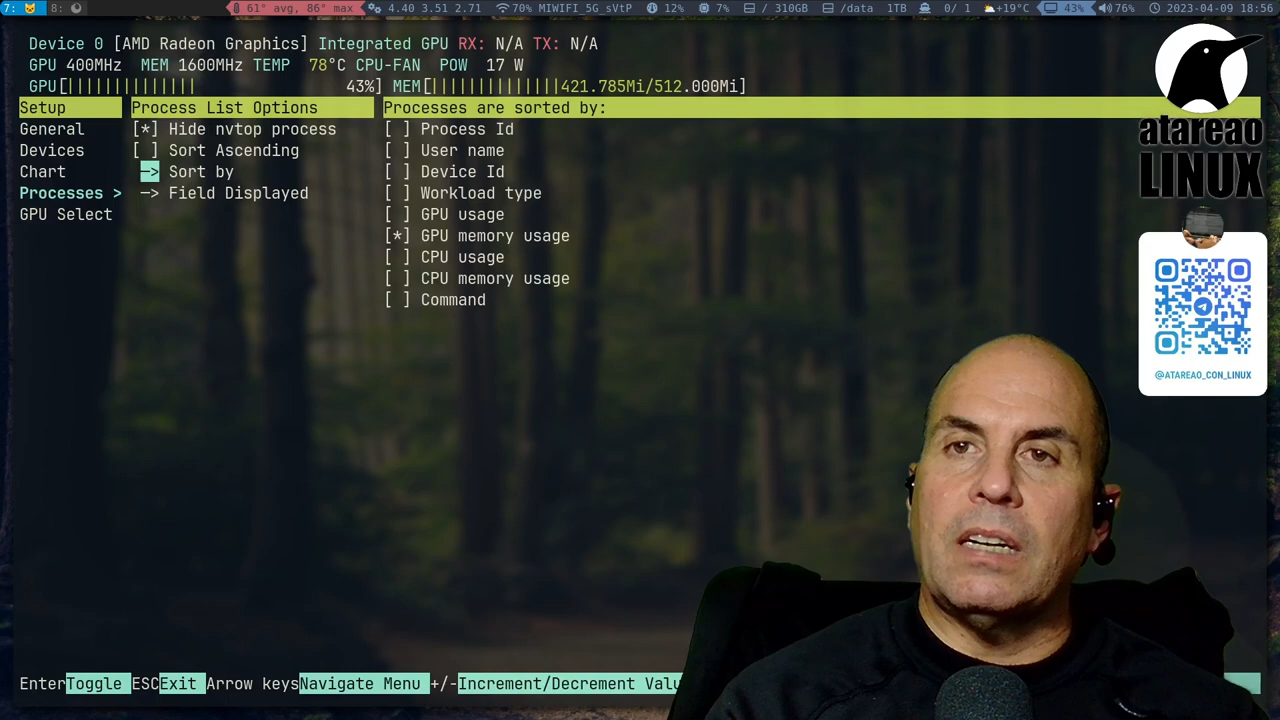 7: 8: 61° avg, 86° max 4.40 3.51 2.71 70% MIWIFI_5G_sVtP 12% 7% / 310GB /data 1TB 0/ 1 +19°C 43% 76% 2023-04-09 18:56
Device 0 [AMD Radeon Graphics] Integrated GPU RX: N/A TX: N/A
GPU 400MHz MEM 1600MHz TEMP 78°C CPU-FAN POW 17 W
GPU[|||||||||||||| 43%] MEM[||||||||||||||421.785Mi/512.000Mi]
Setup Process List Options Processes are sorted by:
General [*] Hide nvtop process [ ] Process Id
Devices [ ] Sort Ascending [ ] User name
Chart —> Sort by [ ] Device Id
Processes > —> Field Displayed [ ] Workload type
GPU Select [ ] GPU usage
[*] GPU memory usage
[ ] CPU usage
[ ] CPU memory usage
[ ] Command
atareao
LINUX
@ATAREAO_CON_LINUX
EnterToggle ESCExit Arrow keysNavigate Menu +/-Increment/Decrement Valu